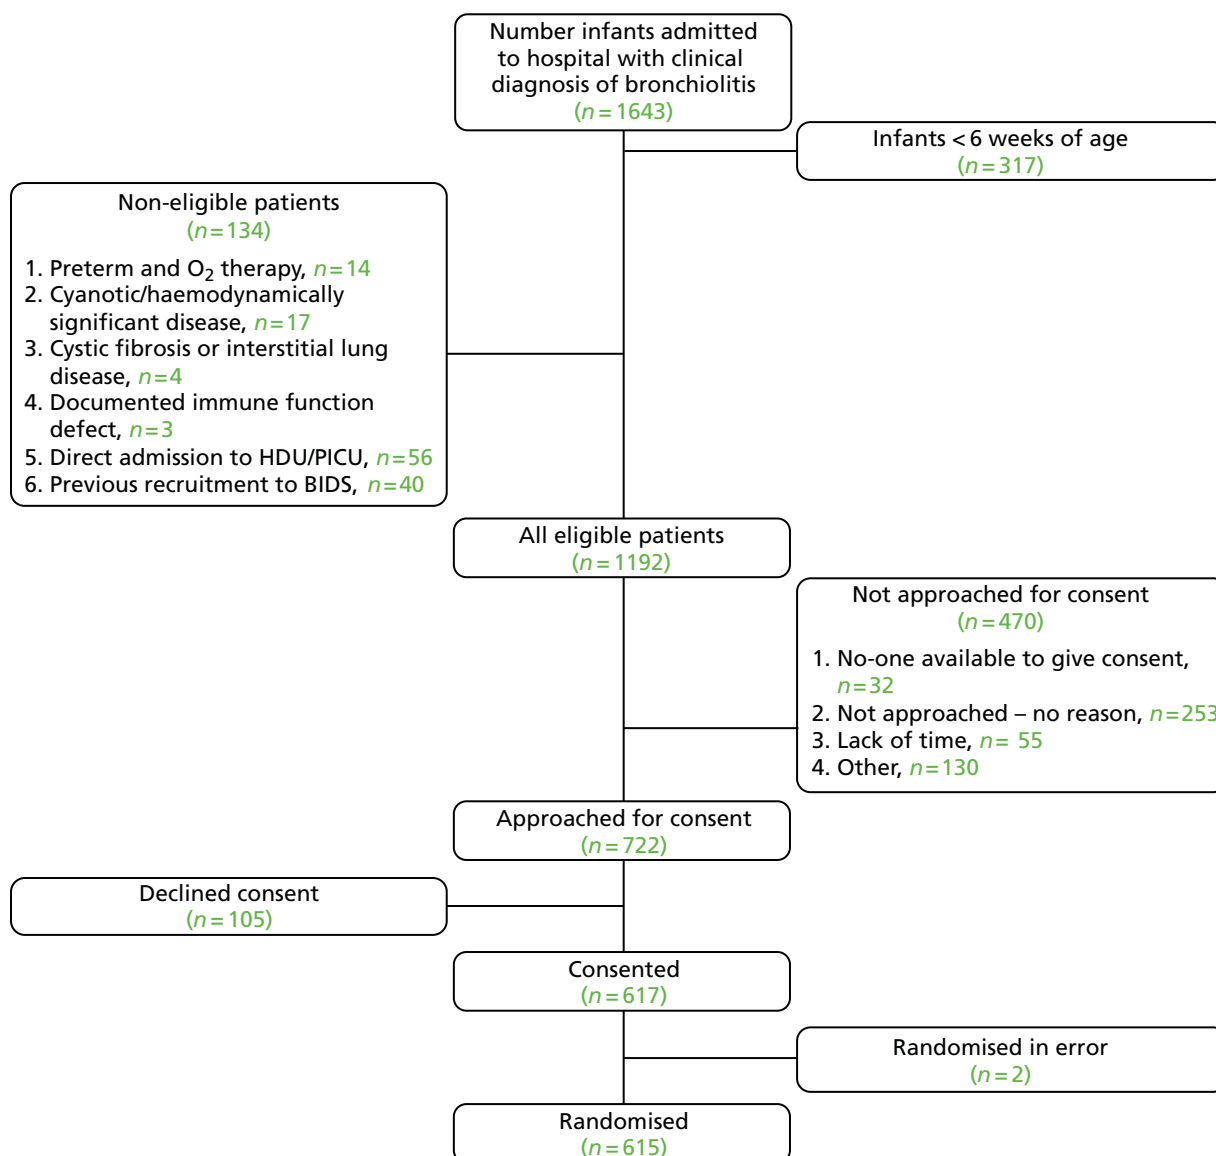 Number infants admitted
to hospital with clinical
diagnosis of bronchiolitis
(n = 1643)
Infants < 6 weeks of age
(n = 317)
Non-eligible patients
(n = 134)
1. Preterm and O₂ therapy, n = 14
2. Cyanotic/haemodynamically
significant disease, n = 17
3. Cystic fibrosis or interstitial lung
disease, n = 4
4. Documented immune function
defect, n = 3
5. Direct admission to HDU/PICU, n = 56
6. Previous recruitment to BIDS, n = 40
All eligible patients
(n = 1192)
Not approached for consent
(n = 470)
1. No-one available to give consent,
n = 32
2. Not approached – no reason, n = 253
3. Lack of time, n = 55
4. Other, n = 130
Approached for consent
(n = 722)
Declined consent
(n = 105)
Consented
(n = 617)
Randomised in error
(n = 2)
Randomised
(n = 615)